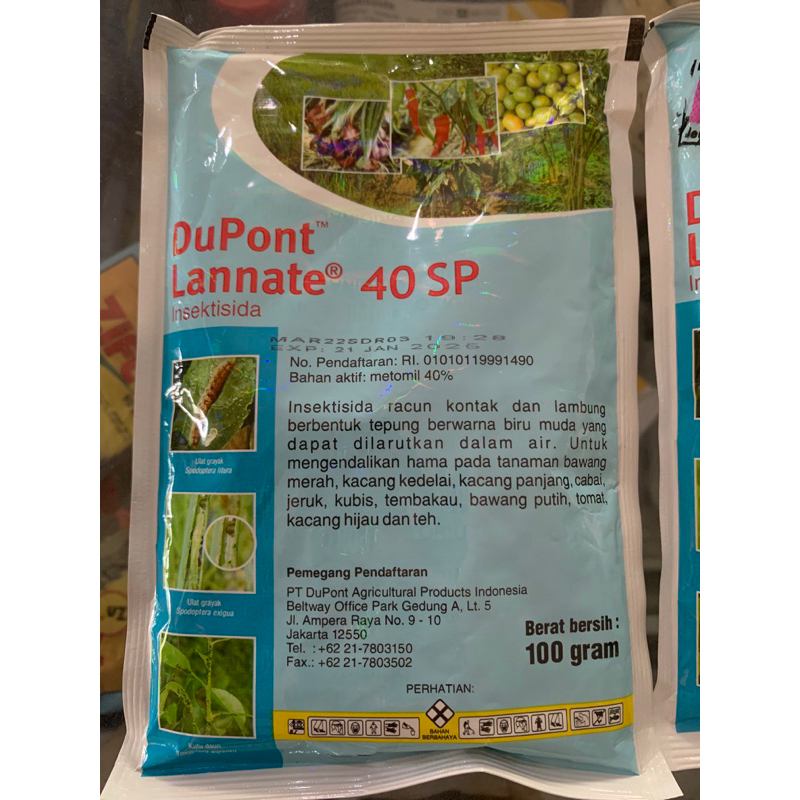 DuPont™
Lannate® 40 SP
Insektisida
MAR22SDR03 19:28
EXP: 21 JAN 2026
No. Pendaftaran: RI. 01010119991490
Bahan aktif: metomil 40%
Insektisida racun kontak dan lambung
berbentuk tepung berwarna biru muda yang
dapat dilarutkan dalam air. Untuk
mengendalikan hama pada tanaman bawang
merah, kacang kedelai, kacang panjang, cabai,
jeruk, kubis, tembakau, bawang putih, tomat,
kacang hijau dan teh.
Ulat grayak
Spodoptera litura
Ulat grayak
Spodoptera exigua
Kutu daun
Pemegang Pendaftaran
PT DuPont Agricultural Products Indonesia
Beltway Office Park Gedung A, Lt. 5
Jl. Ampera Raya No. 9 - 10
Jakarta 12550
Tel. : +62 21-7803150
Fax.: +62 21-7803502
Berat bersih :
100 gram
PERHATIAN:
BAHAN
BERBAHAYA